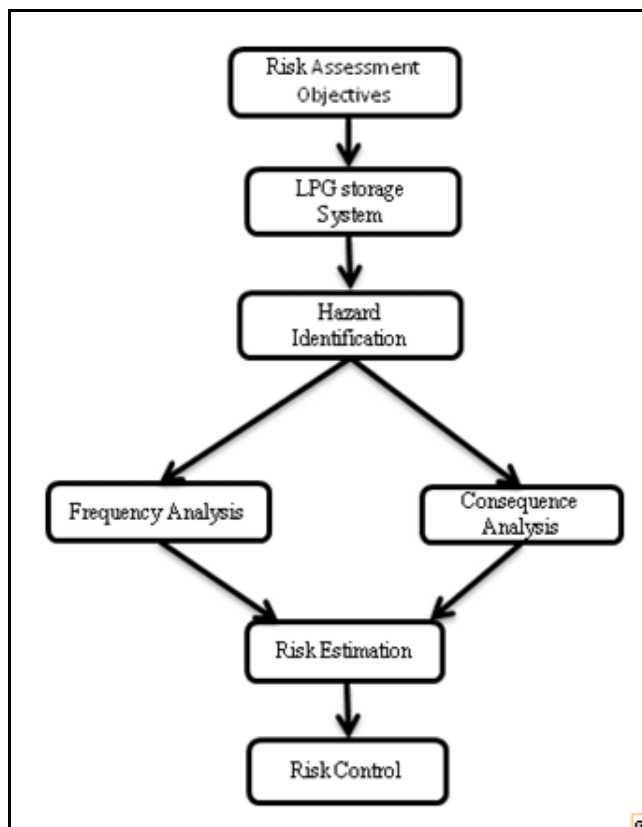 Risk Assessment
Objectives
LPG storage
System
Hazard
Identification
Frequency Analysis
Consequence
Analysis
Risk Estimation
Risk Control